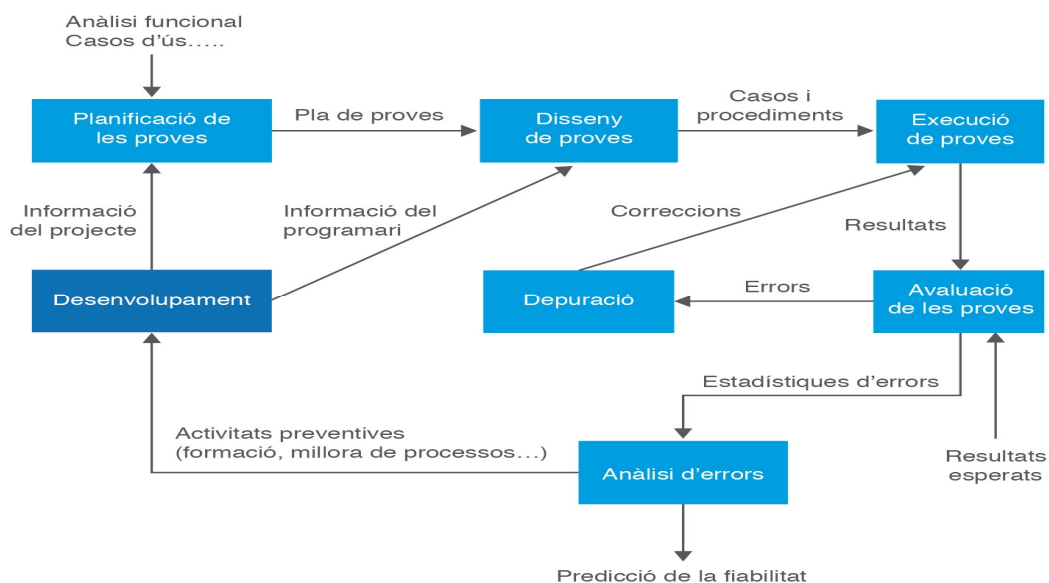 Anàlisi funcional
Casos d’ús…..
Planificació de
les proves
Pla de proves
Disseny
de proves
Casos i
procediments
Execució
de proves
Informació
del projecte
Informació del
programari
Correccions
Resultats
Desenvolupament
Depuració
Errors
Avaluació
de les proves
Estadístiques d’errors
Activitats preventives
(formació, millora de processos…)
Anàlisi d’errors
Resultats
esperats
Predicció de la fiabilitat